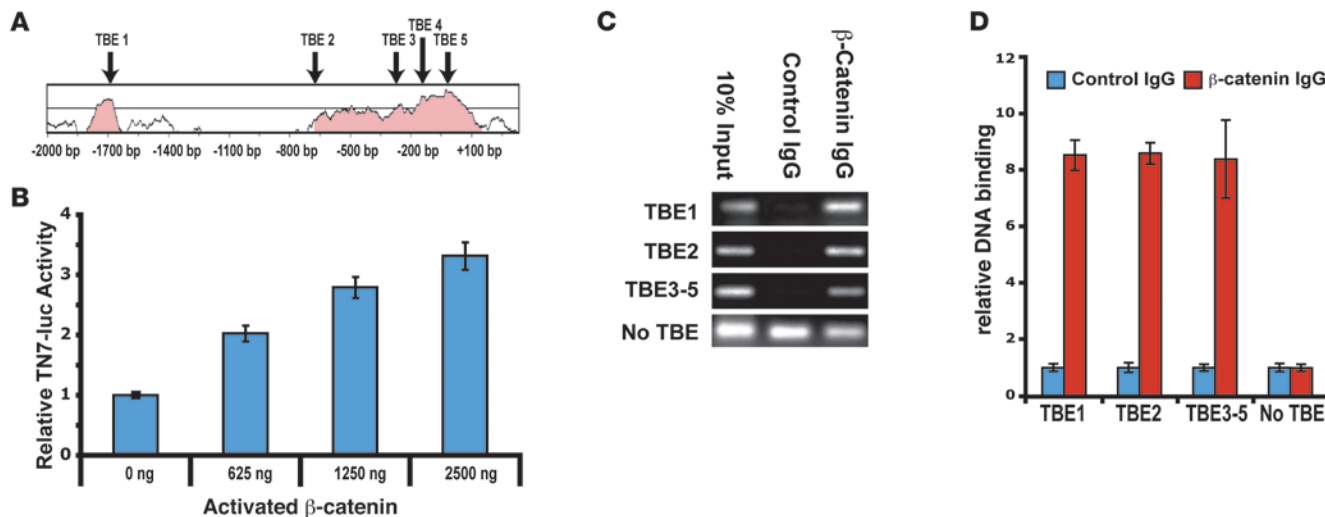 A
TBE 1
TBE 2
TBE 3
TBE 4
TBE 5
-2000 bp
-1700 bp
-1400 bp
-1100 bp
-800 bp
-500 bp
-200 bp
+100 bp
B
Relative TN7-luc Activity
4
3
2
1
0
0 ng
625 ng
1250 ng
2500 ng
Activated β-catenin
C
10% Input
Control IgG
β-Catenin IgG
TBE1
TBE2
TBE3-5
No TBE
D
relative DNA binding
12
10
8
6
4
2
0
Control IgG
β-catenin IgG
TBE1
TBE2
TBE3-5
No TBE